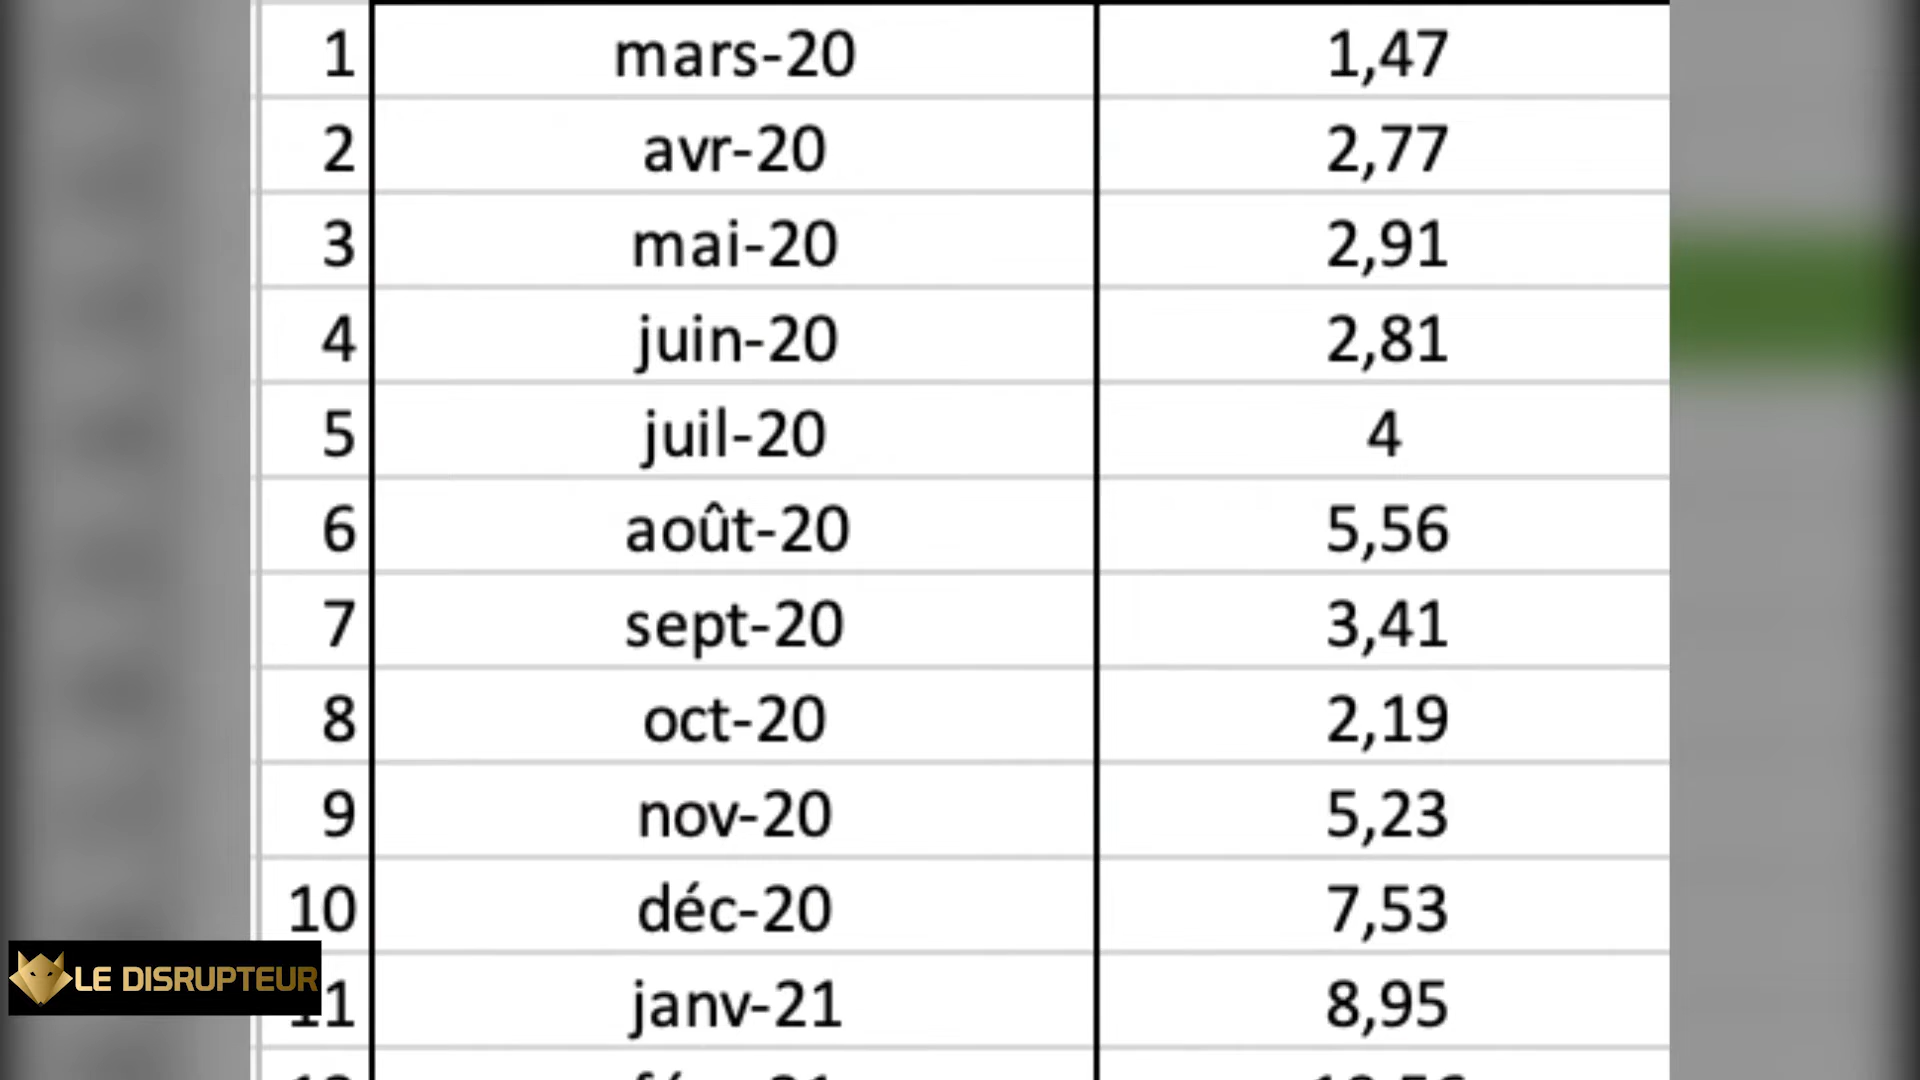 1 mars-20 1,47
2 avr-20 2,77
3 mai-20 2,91
4 juin-20 2,81
5 juil-20 4
6 août-20 5,56
7 sept-20 3,41
8 oct-20 2,19
9 nov-20 5,23
10 déc-20 7,53
LE DISRUPTEUR
11 janv-21 8,95